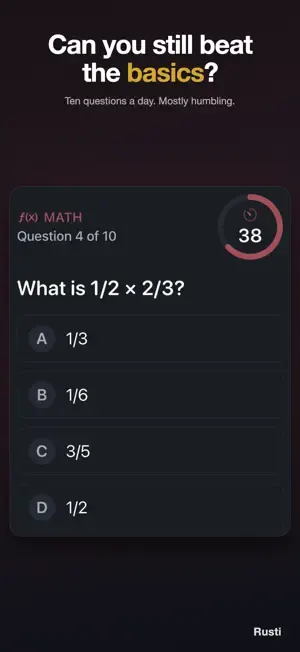 Can you still beat
the basics?
Ten questions a day. Mostly humbling.
f(x) MATH
Question 4 of 10
38
What is 1/2 × 2/3?
A 1/3
B 1/6
C 3/5
D 1/2
Rusti